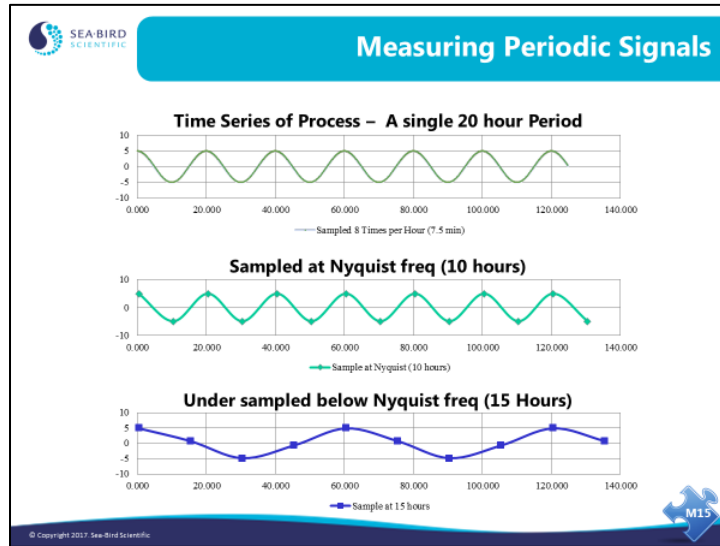 SEA·BIRD
SCIENTIFIC
Measuring Periodic Signals
Time Series of Process – A single 20 hour Period
10
5
0
-5
-10
0.000 20.000 40.000 60.000 80.000 100.000 120.000 140.000
Sampled 8 Times per Hour (7.5 min)
Sampled at Nyquist freq (10 hours)
10
0
-10
0.000 20.000 40.000 60.000 80.000 100.000 120.000 140.000
Sample at Nyquist (10 hours)
Under sampled below Nyquist freq (15 Hours)
10
5
0
-5
-10
0.000 20.000 40.000 60.000 80.000 100.000 120.000 140.000
Sample at 15 hours
M15
© Copyright 2017. Sea-Bird Scientific